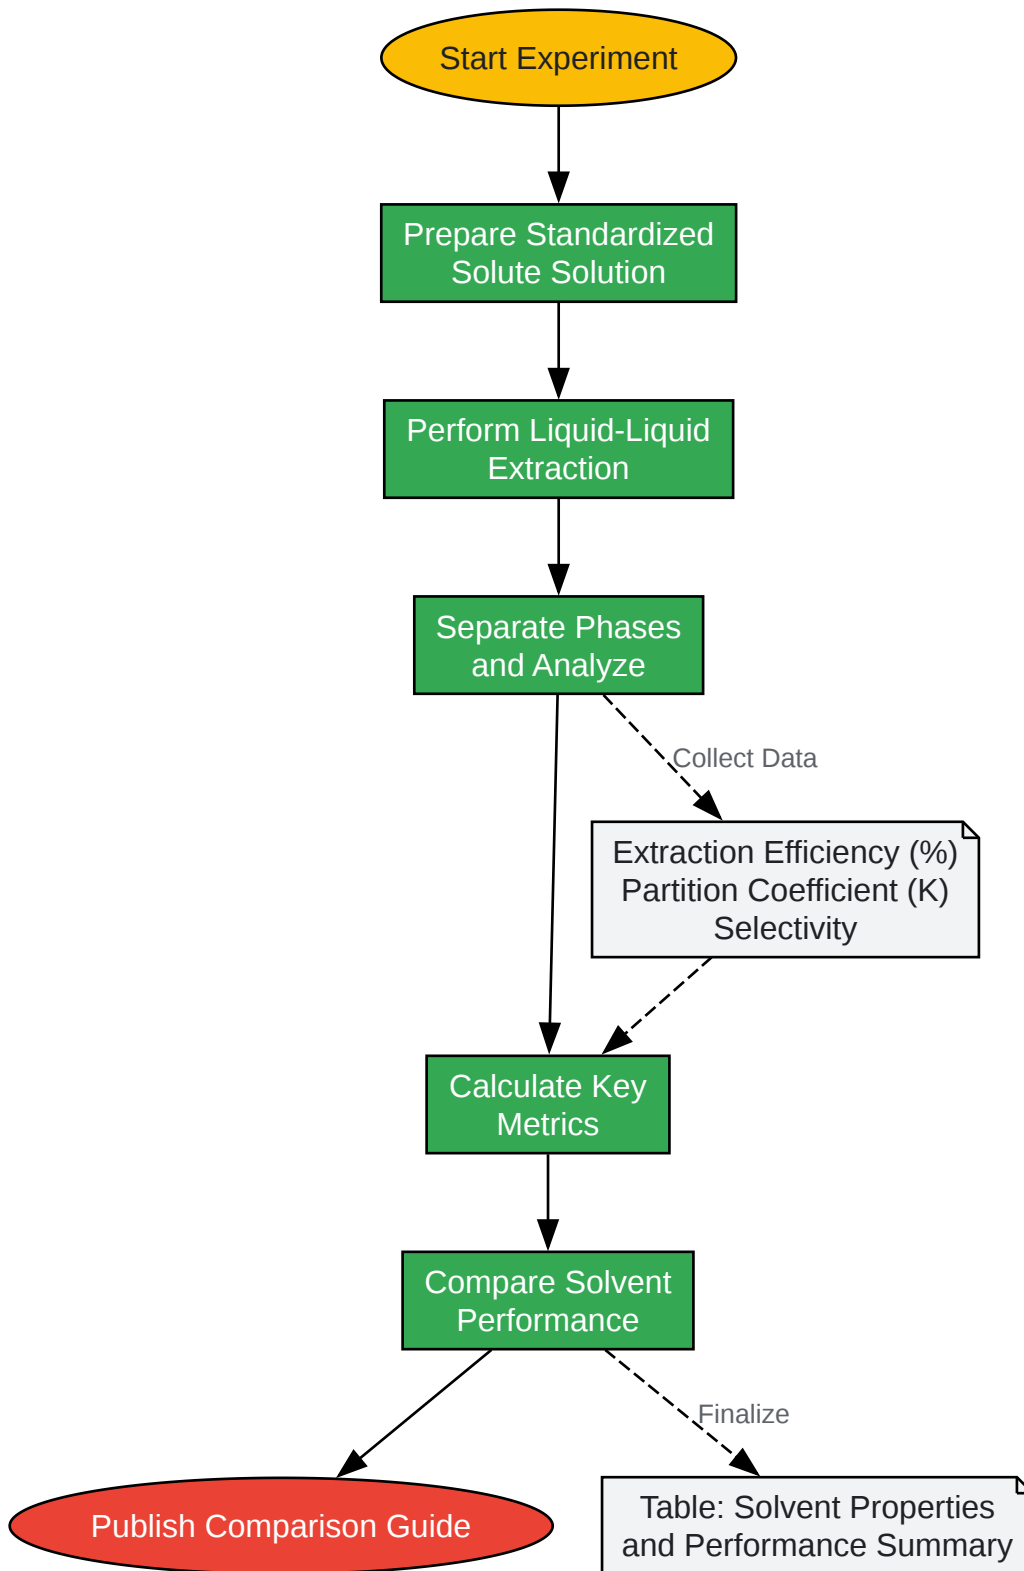 Start Experiment
Prepare Standardized
Solute Solution
Perform Liquid-Liquid
Extraction
Separate Phases
and Analyze
Collect Data
Extraction Efficiency (%)
Partition Coefficient (K)
Selectivity
Calculate Key
Metrics
Compare Solvent
Performance
Finalize
Publish Comparison Guide
Table: Solvent Properties
and Performance Summary